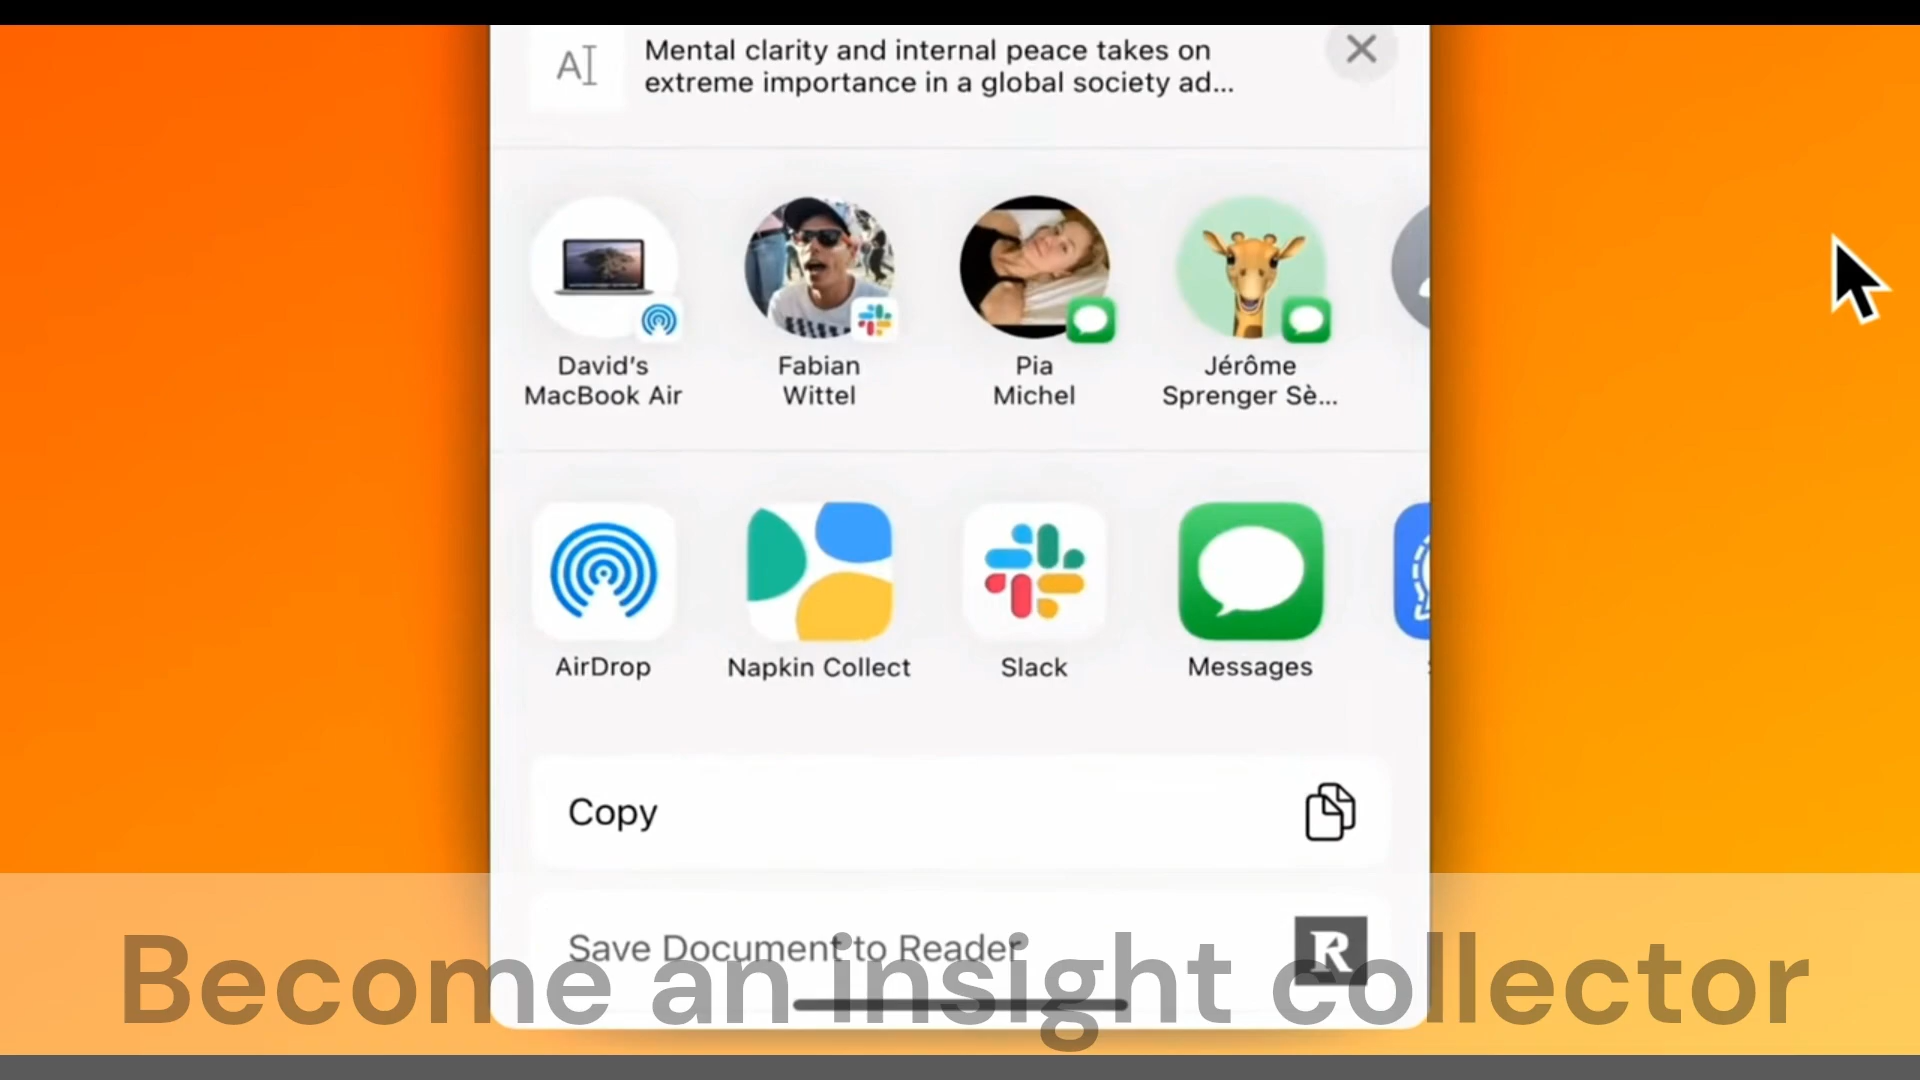 AI
Mental clarity and internal peace takes on
extreme importance in a global society ad...
David's
MacBook Air
Fabian
Wittel
Pia
Michel
Jérôme
Sprenger Sè...
AirDrop
Napkin Collect
Slack
Messages
Copy
Save Document to Reader
R
Become an insight collector